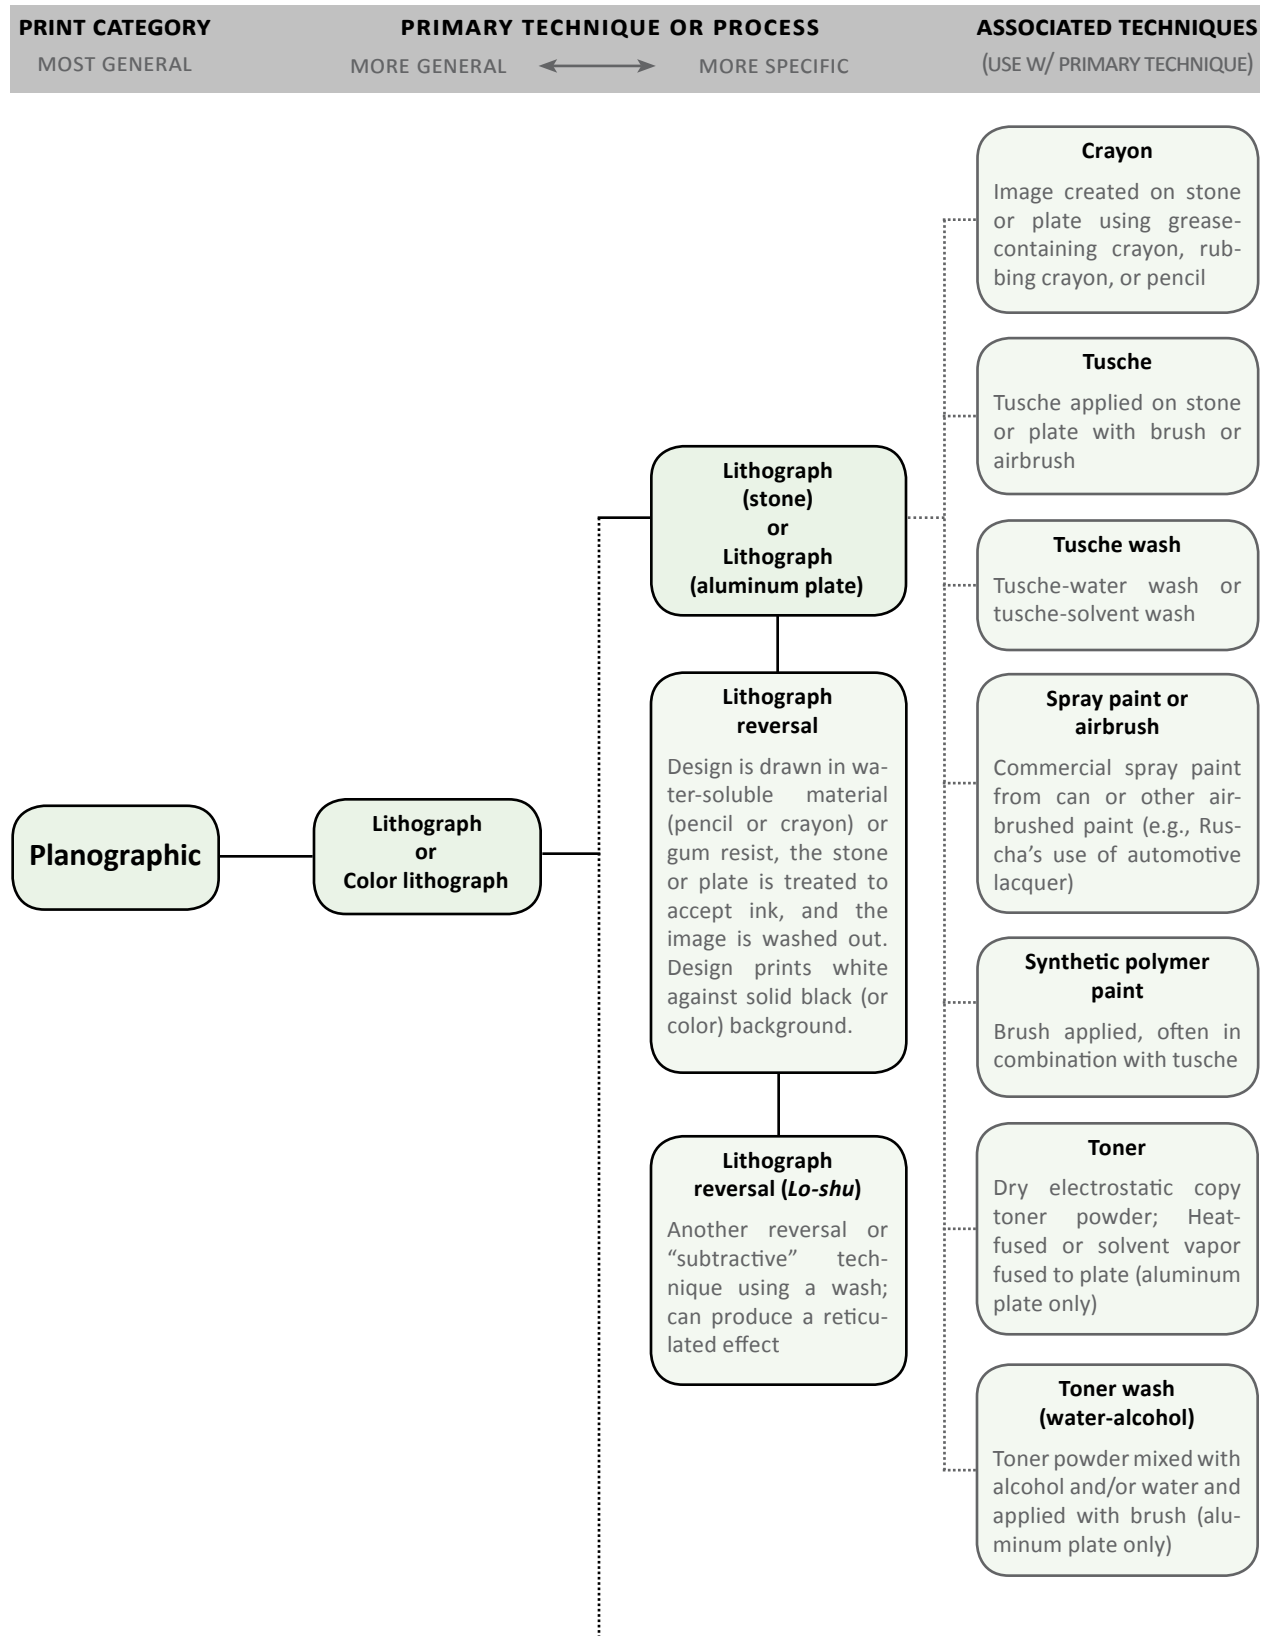 PRINT CATEGORY
MOST GENERAL
PRIMARY TECHNIQUE OR PROCESS
MORE GENERAL
MORE SPECIFIC
ASSOCIATED TECHNIQUES
(USE W/ PRIMARY TECHNIQUE)
Planographic
Lithograph
or
Color lithograph
Lithograph
(stone)
or
Lithograph
(aluminum plate)
Lithograph
reversal
Design is drawn in wa-
ter-soluble material
(pencil or crayon) or
gum resist, the stone
or plate is treated to
accept ink, and the
image is washed out.
Design prints white
against solid black (or
color) background.
Lithograph
reversal (Lo-shu)
Another reversal or
“subtractive” tech-
nique using a wash;
can produce a reticu-
lated effect
Crayon
Image created on stone
or plate using grease-
containing crayon, rub-
bing crayon, or pencil
Tusche
Tusche applied on stone
or plate with brush or
airbrush
Tusche wash
Tusche-water wash or
tusche-solvent wash
Spray paint or
airbrush
Commercial spray paint
from can or other air-
brushed paint (e.g., Rus-
cha’s use of automotive
lacquer)
Synthetic polymer
paint
Brush applied, often in
combination with tusche
Toner
Dry electrostatic copy
toner powder; Heat-
fused or solvent vapor
fused to plate (aluminum
plate only)
Toner wash
(water-alcohol)
Toner powder mixed with
alcohol and/or water and
applied with brush (alu-
minum plate only)